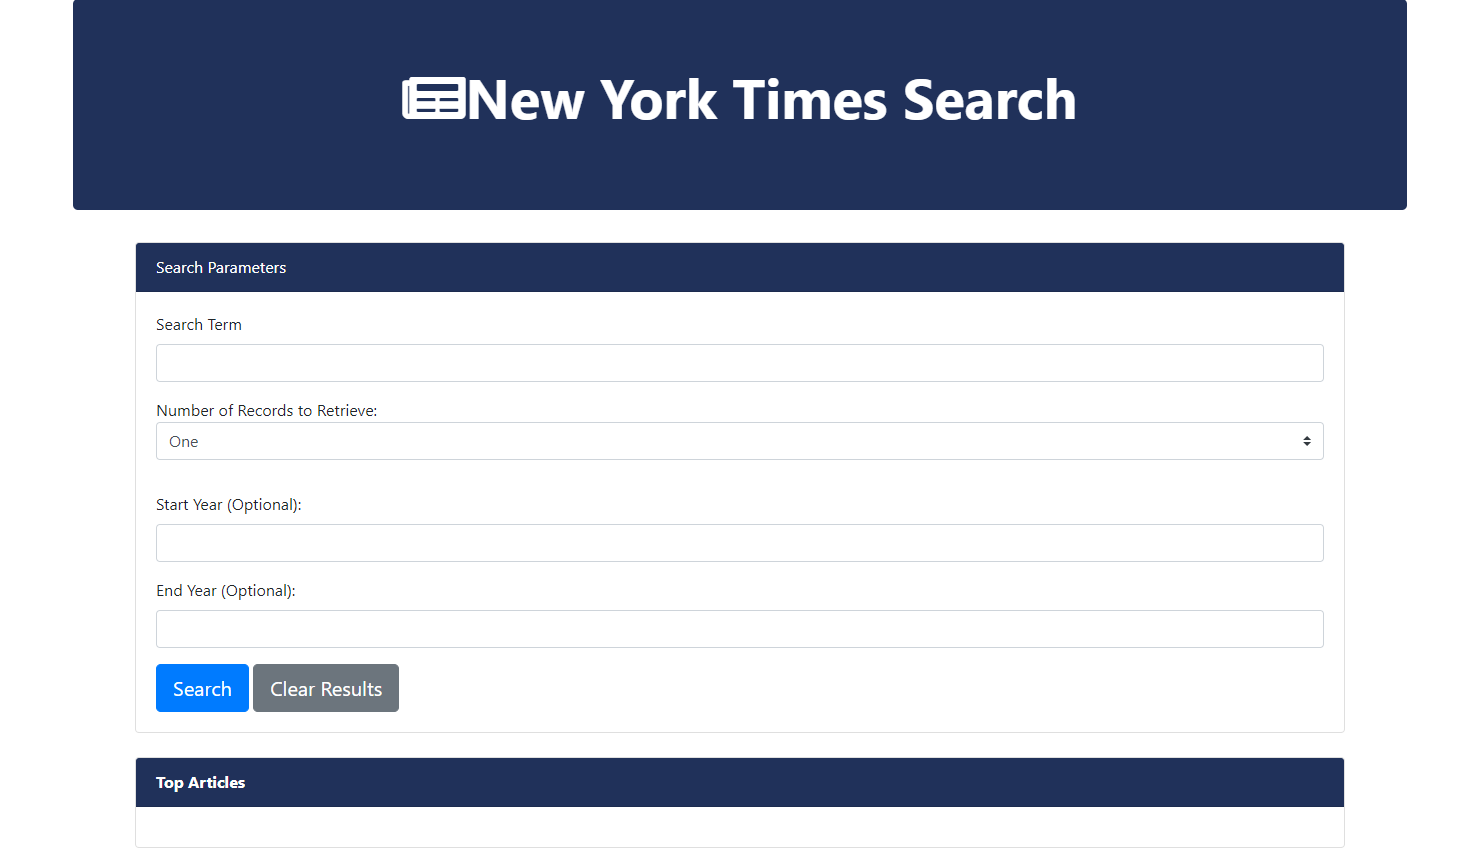 New York Times Search
Search Parameters
Search Term
Number of Records to Retrieve:
One
Start Year (Optional):
End Year (Optional):
Search Clear Results
Top Articles